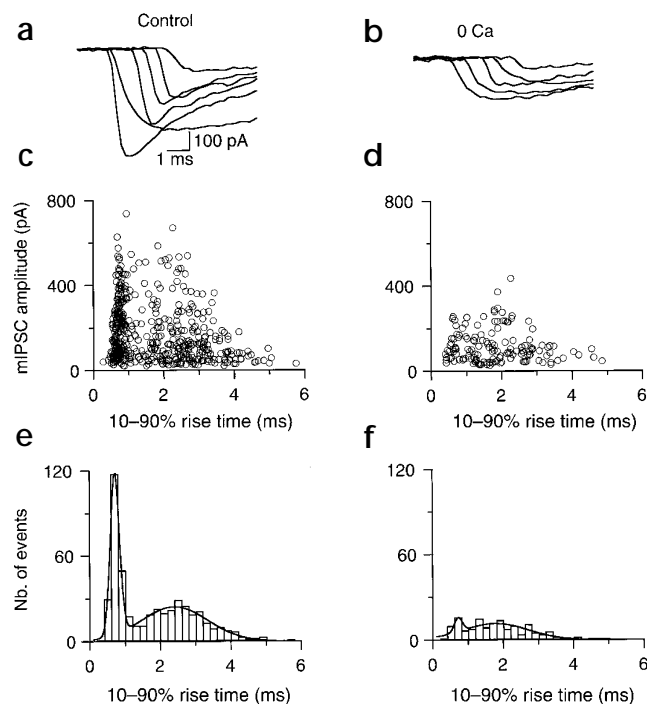 a
Control
100 pA
1 ms
b
0 Ca
c
800
400
0
mIPSC amplitude (pA)
0 2 4 6
10–90% rise time (ms)
d
800
400
0
0 2 4 6
10–90% rise time (ms)
e
120
60
0
Nb. of events
0 2 4 6
10–90% rise time (ms)
f
120
60
0
0 2 4 6
10–90% rise time (ms)